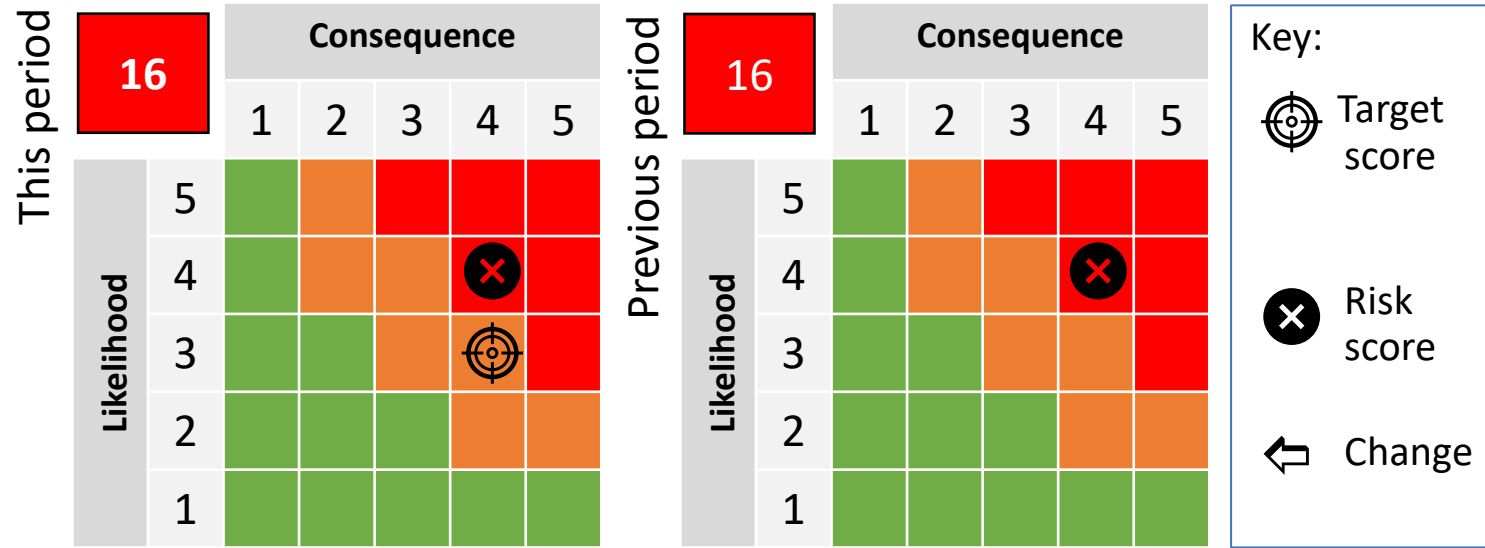 This period
16
Consequence
1 2 3 4 5
Likelihood
5
4
3
2
1
Previous period
16
Consequence
1 2 3 4 5
Likelihood
5
4
3
2
1
Key:
Target
score
Risk
score
Change